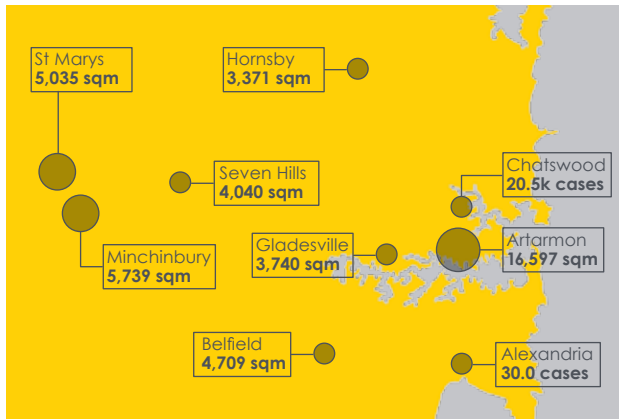 St Marys
5,035 sqm
Hornsby
3,371 sqm
Seven Hills
4,040 sqm
Chatswood
20.5k cases
Minchinbury
5,739 sqm
Gladesville
3,740 sqm
Artarmon
16,597 sqm
Belfield
4,709 sqm
Alexandria
30.0 cases